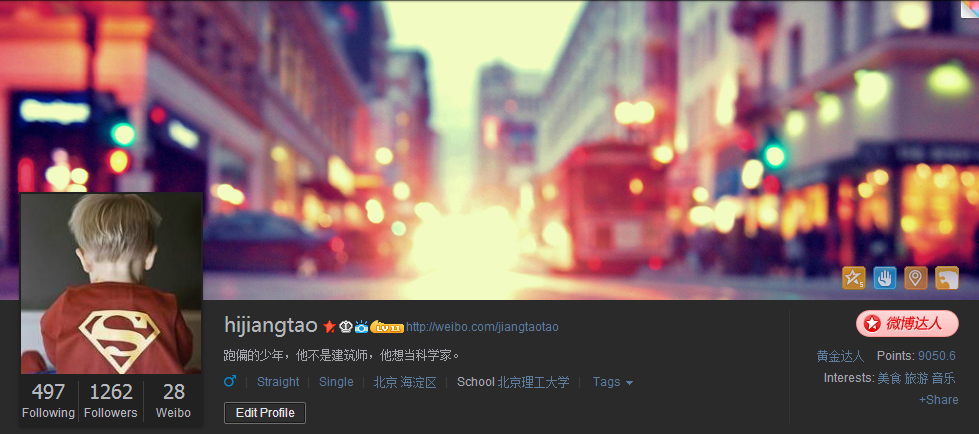 hijiangtao LV 11 http://weibo.com/jiangtaotao
跑偏的少年，他不是建筑师，他想当科学家。
Straight Single 北京 海淀区 School 北京理工大学 Tags
Edit Profile
497 1262 28
Following Followers Weibo
S
5
微博达人
黄金达人 Points: 9050.6
Interests: 美食 旅游 音乐
+Share